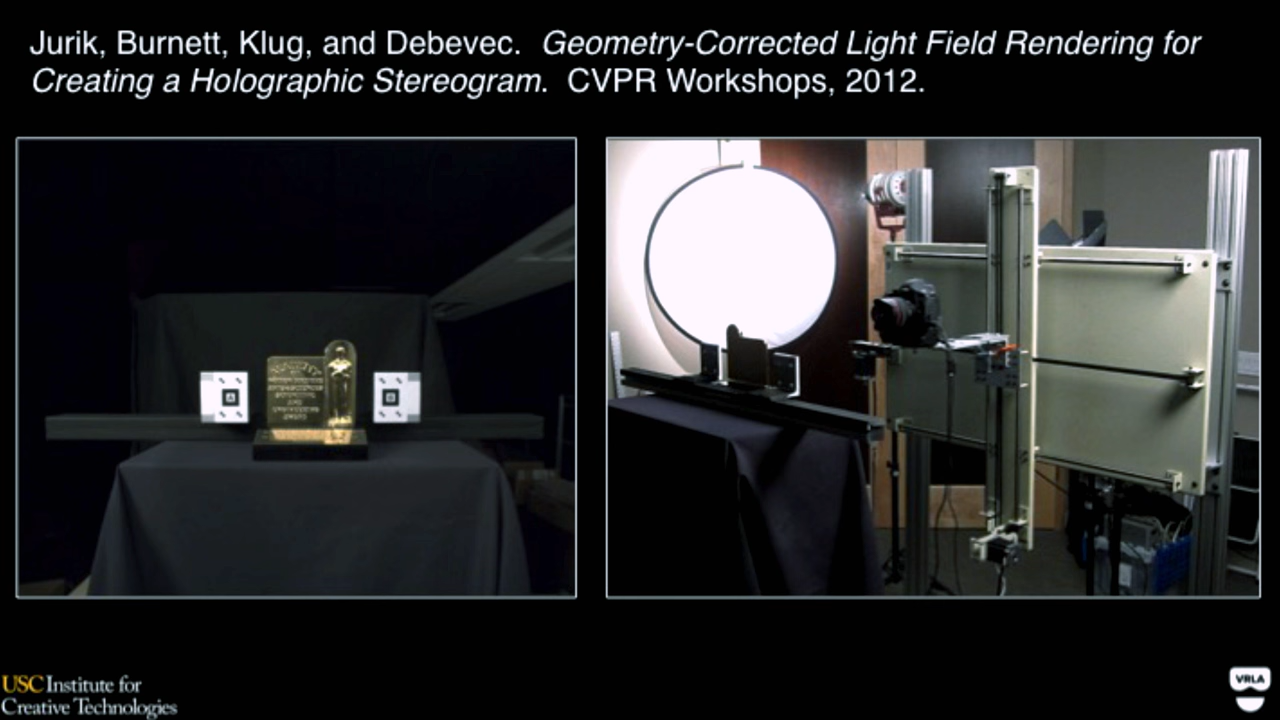 Jurik, Burnett, Klug, and Debevec. Geometry-Corrected Light Field Rendering for
Creating a Holographic Stereogram. CVPR Workshops, 2012.
A
B
USC Institute for
Creative Technologies
VRLA